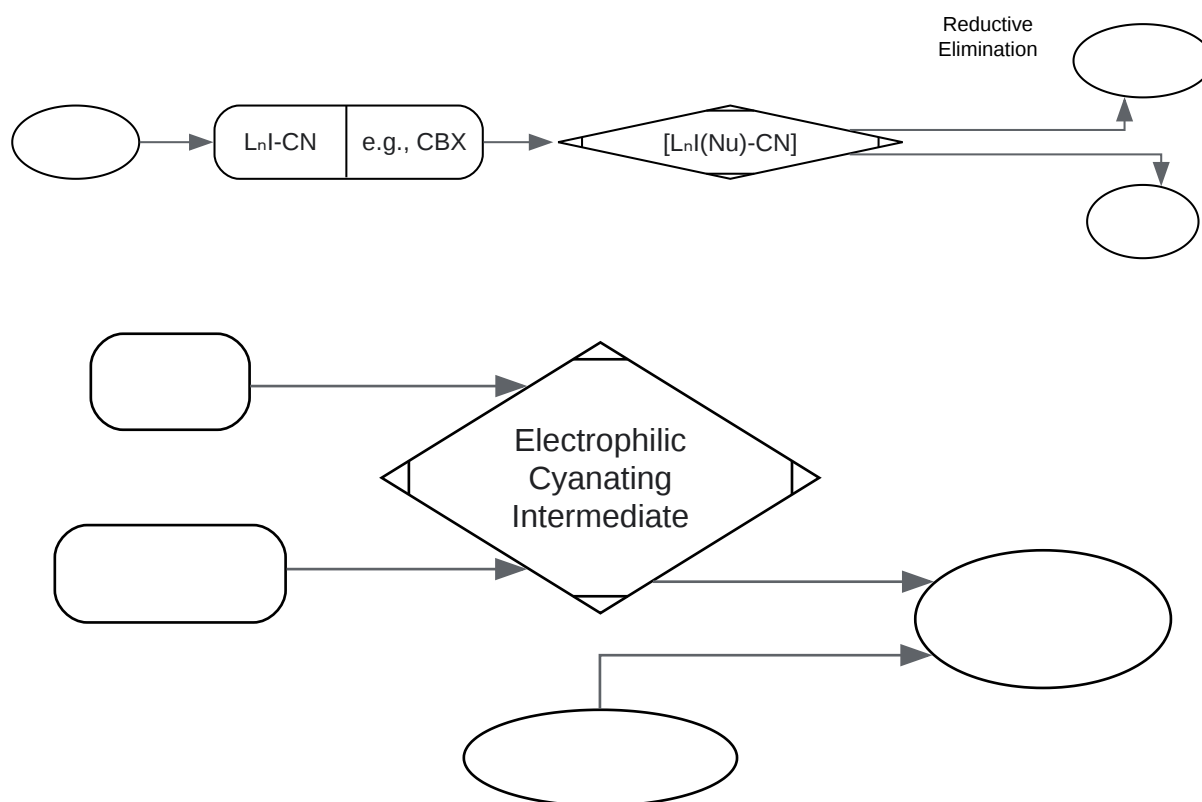 Reductive
Elimination
LₙI-CN
e.g., CBX
[LₙI(Nu)-CN]
Electrophilic
Cyanating
Intermediate